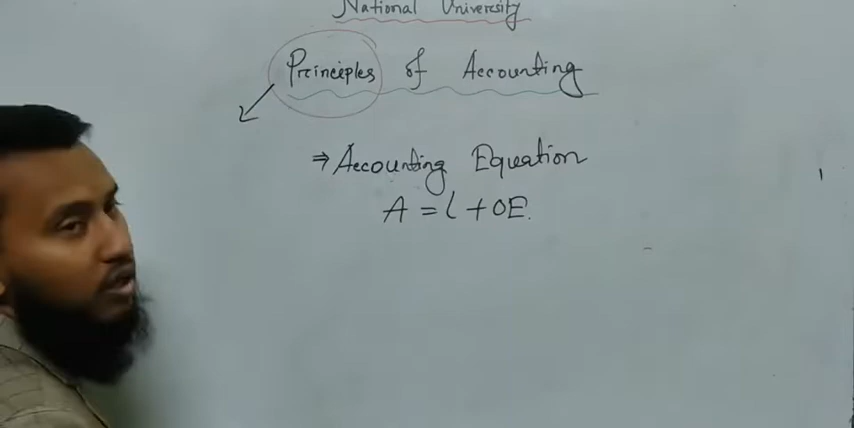 National University
Principles of Accounting
⇒ Accounting Equation
A = L + OE.